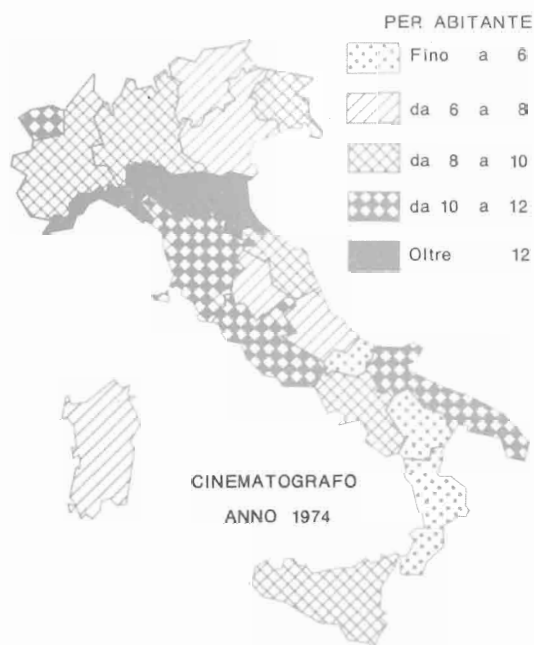 PER ABITANTE
Fino a 6
da 6 a 8
da 8 a 10
da 10 a 12
Oltre 12
CINEMATOGRAFO
ANNO 1974